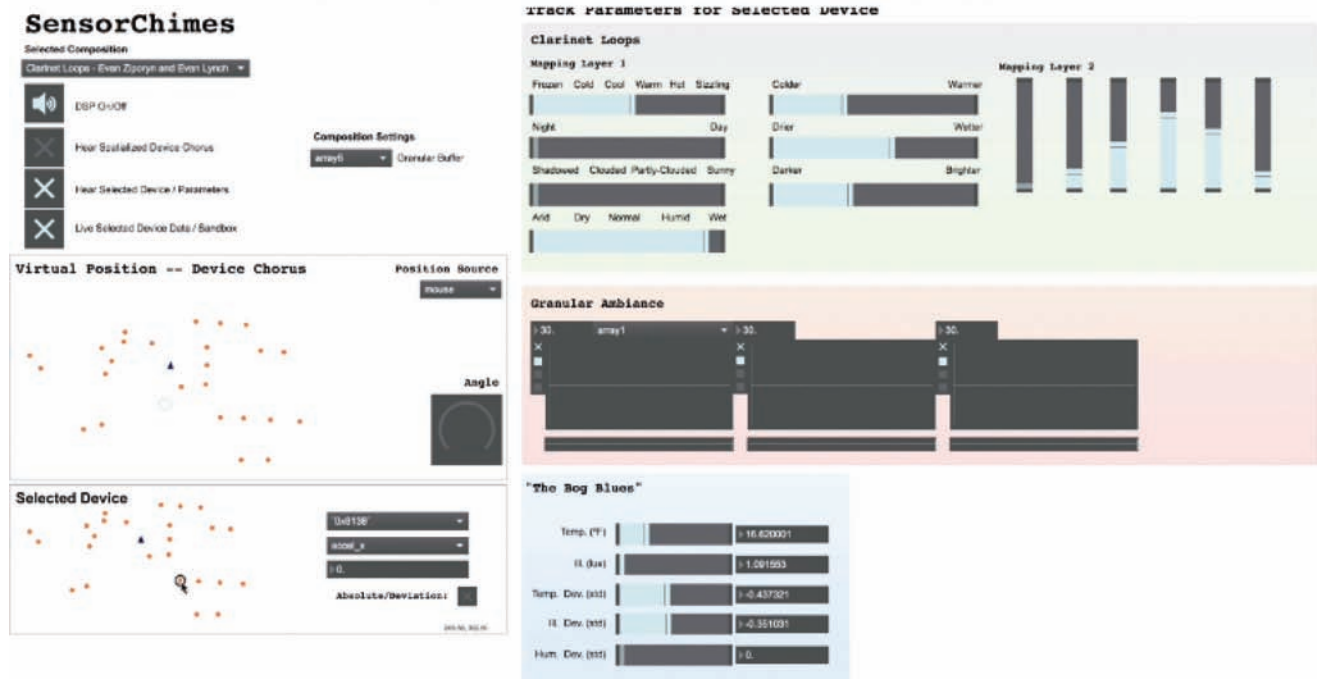 SensorChimes
Selected Composition
Clarinet Loops - Evan Ziporyn and Evan Lynch
DSP On/Off
Hear Spatialized Device Chorus
Hear Selected Device / Parameters
Live Selected Device Data / Sandbox
Composition Settings
array6 Granular Buffer
Virtual Position -- Device Chorus
Position Source
mouse
Angle
Selected Device
"0x8138"
accel_x
0.
Absolute/Deviation:
Track Parameters for Selected Device
Clarinet Loops
Mapping Layer 1
Frozen Cold Cool Warm Hot Sizzling
Night Day
Shadowed Clouded Partly-Clouded Sunny
Arid Dry Normal Humid Wet
Colder Warmer
Drier Wetter
Darker Brighter
Mapping Layer 2
Granular Ambiance
30. array1 30. 30.
"The Bog Blues"
Temp. (°F) 16.620001
Ill. (lux) 1.091553
Temp. Dev. (std) -0.437321
Ill. Dev. (std) -0.351031
Hum. Dev. (std) 0.